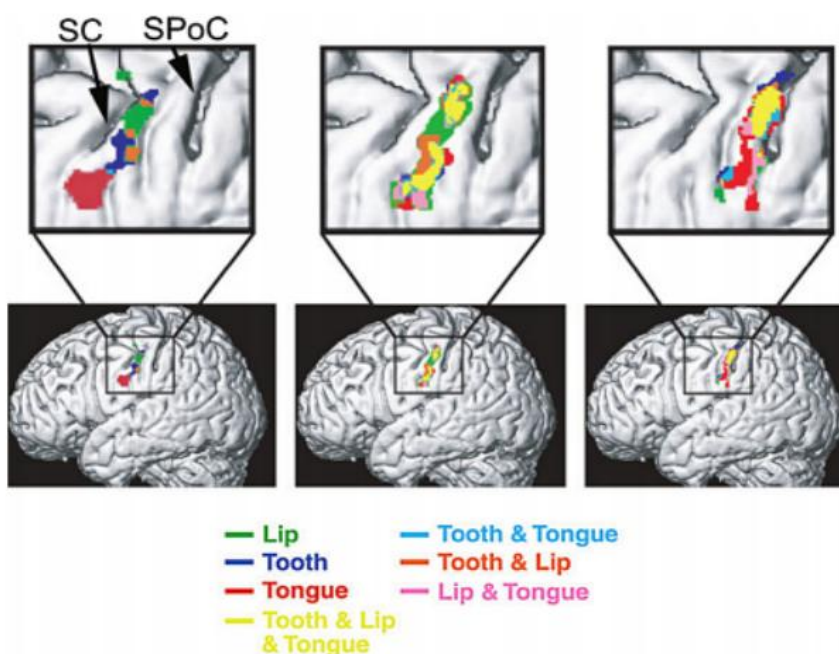 SC SPoC
Lip
Tooth
Tongue
Tooth & Lip
& Tongue
Tooth & Tongue
Tooth & Lip
Lip & Tongue